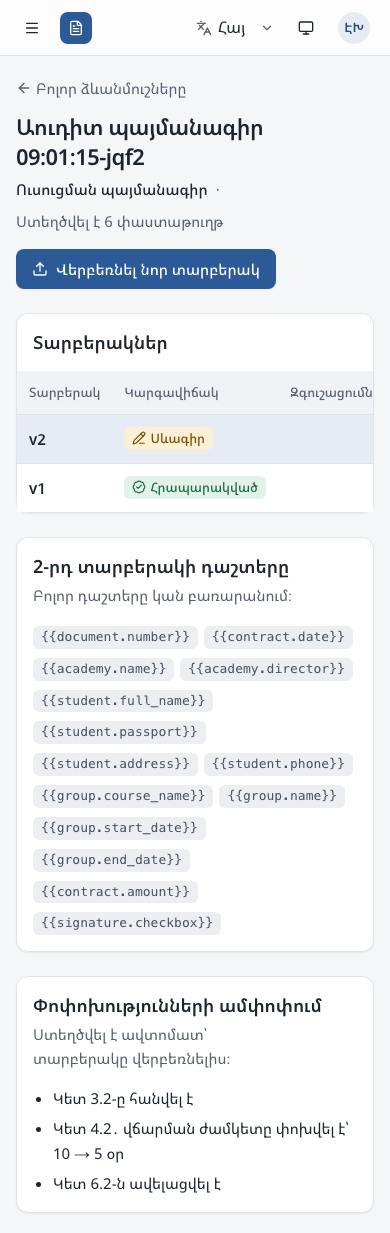 Հայ
ԷԽ
Բոլոր ձևանմուշները
Աուդիտ պայմանագիր
09:01:15-jqf2
Ուսուցման պայմանագիր ·
Ստեղծվել է 6 փաստաթուղթ
Վերբեռնել նոր տարբերակ
Տարբերակներ
Տարբերակ Կարգավիճակ Զգուշացումն
v2 Սևագիր
v1 Հրապարակված
2-րդ տարբերակի դաշտերը
Բոլոր դաշտերը կան բառարանում։
{{document.number}} {{contract.date}}
{{academy.name}} {{academy.director}}
{{student.full_name}}
{{student.passport}}
{{student.address}} {{student.phone}}
{{group.course_name}} {{group.name}}
{{group.start_date}}
{{group.end_date}}
{{contract.amount}}
{{signature.checkbox}}
Փոփոխությունների ամփոփում
Ստեղծվել է ավտոմատ՝
տարբերակը վերբեռնելիս։
Կետ 3.2-ը հանվել է
Կետ 4.2․ վճարման ժամկետը փոխվել է՝
10 → 5 օր
Կետ 6.2-ն ավելացվել է